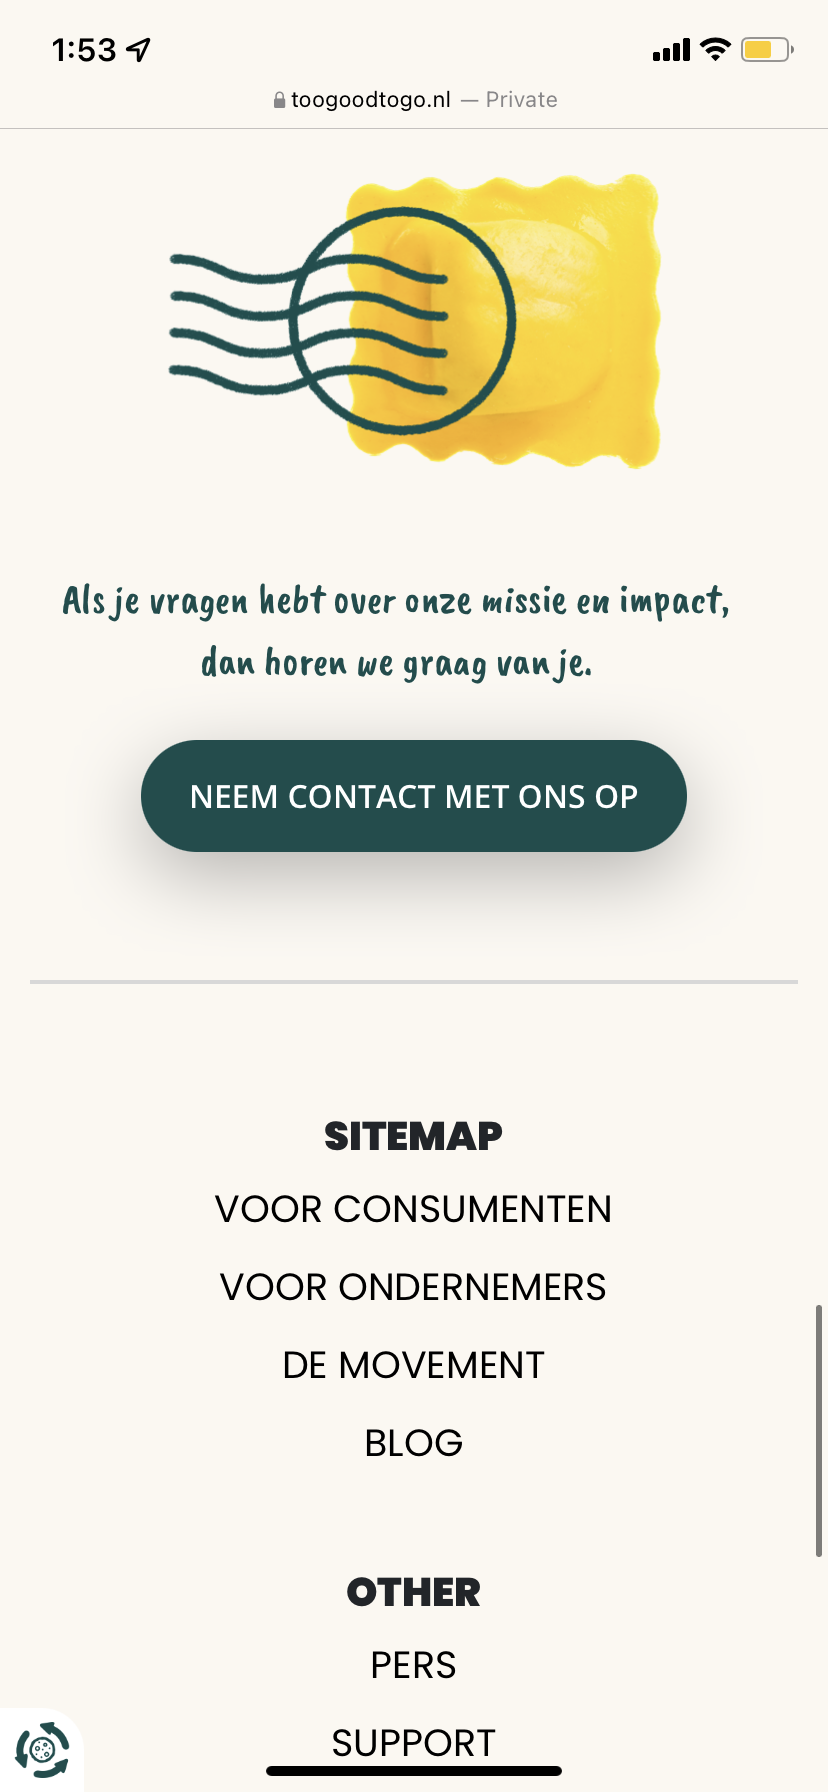 1:53
toogoodtogo.nl — Private
Als je vragen hebt over onze missie en impact,
dan horen we graag van je.
NEEM CONTACT MET ONS OP
SITEMAP
VOOR CONSUMENTEN
VOOR ONDERNEMERS
DE MOVEMENT
BLOG
OTHER
PERS
SUPPORT